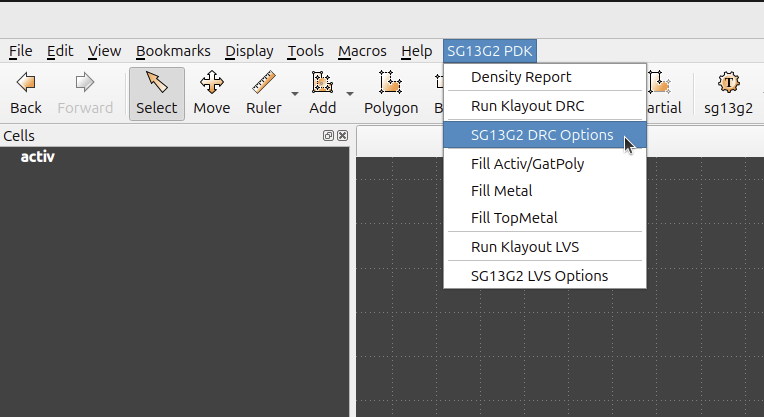 File Edit View Bookmarks Display Tools Macros Help SG13G2 PDK
Back Forward Select Move Ruler Add Polygon B artial sg13g2
Density Report
Run Klayout DRC
SG13G2 DRC Options
Fill Activ/GatPoly
Fill Metal
Fill TopMetal
Run Klayout LVS
SG13G2 LVS Options
Cells
activ